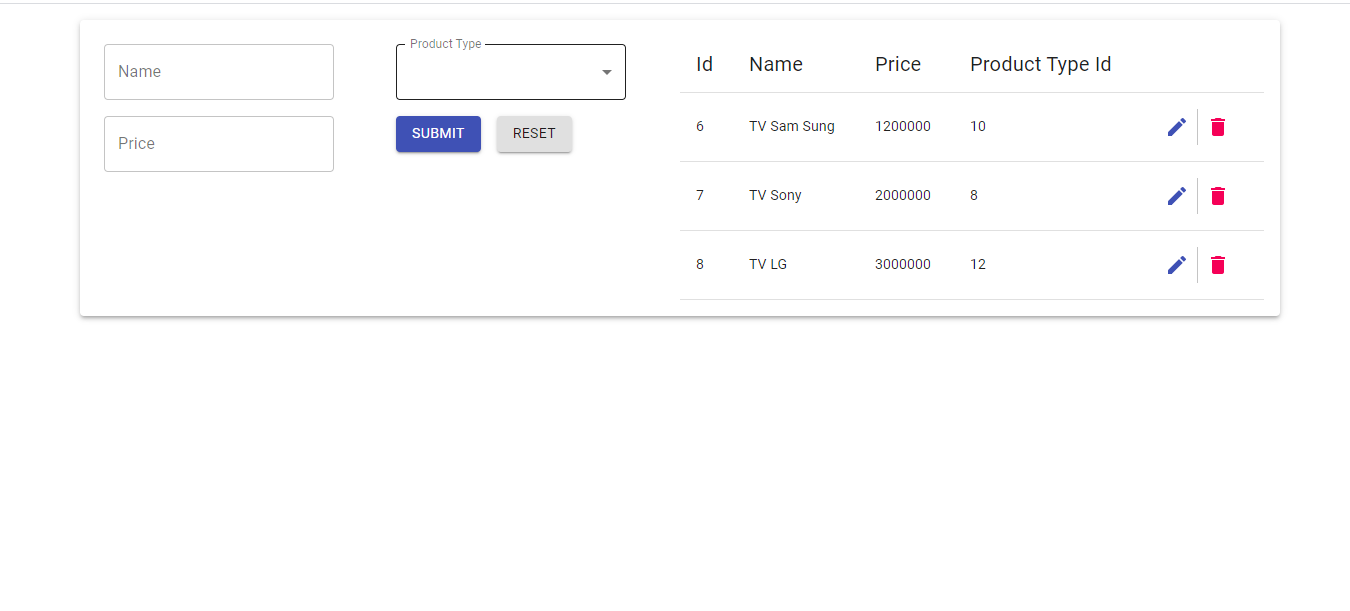 Name
Price
Product Type
SUBMIT RESET
Id Name Price Product Type Id
6 TV Sam Sung 1200000 10
7 TV Sony 2000000 8
8 TV LG 3000000 12